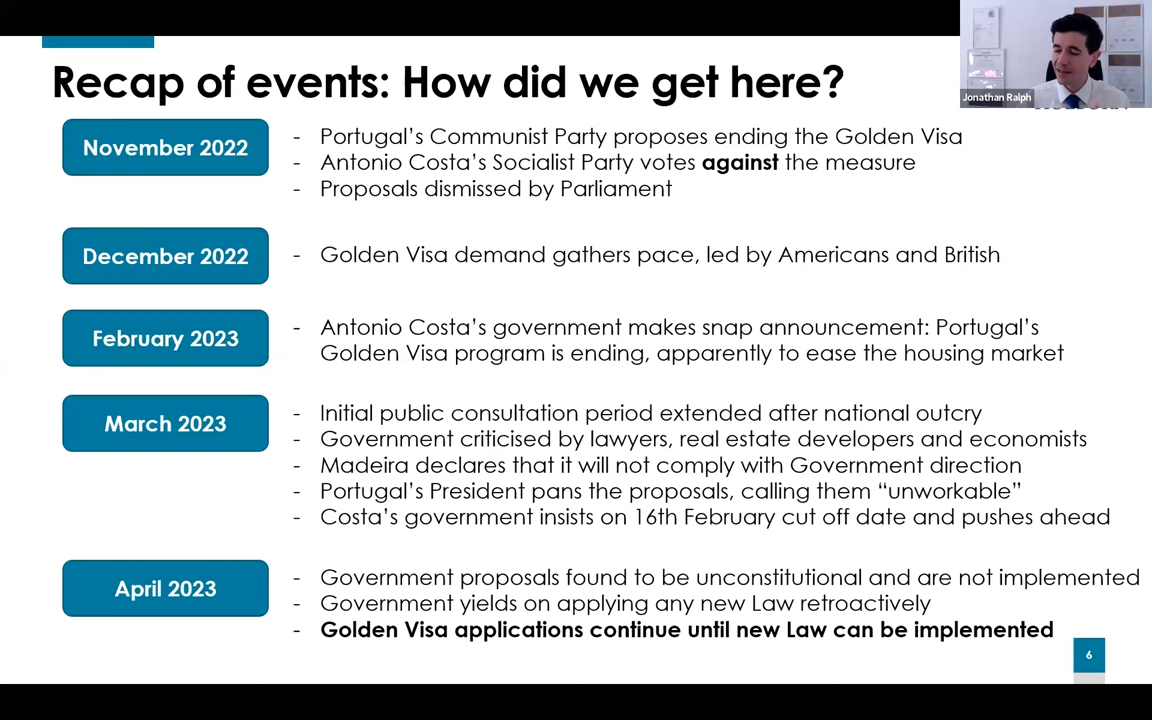 Jonathan Ralph
Recap of events: How did we get here?
November 2022
- Portugal's Communist Party proposes ending the Golden Visa
- Antonio Costa's Socialist Party votes against the measure
- Proposals dismissed by Parliament
December 2022
- Golden Visa demand gathers pace, led by Americans and British
February 2023
- Antonio Costa's government makes snap announcement: Portugal's
Golden Visa program is ending, apparently to ease the housing market
March 2023
- Initial public consultation period extended after national outcry
- Government criticised by lawyers, real estate developers and economists
- Madeira declares that it will not comply with Government direction
- Portugal's President pans the proposals, calling them “unworkable”
- Costa's government insists on 16th February cut off date and pushes ahead
April 2023
- Government proposals found to be unconstitutional and are not implemented
- Government yields on applying any new Law retroactively
- Golden Visa applications continue until new Law can be implemented
6